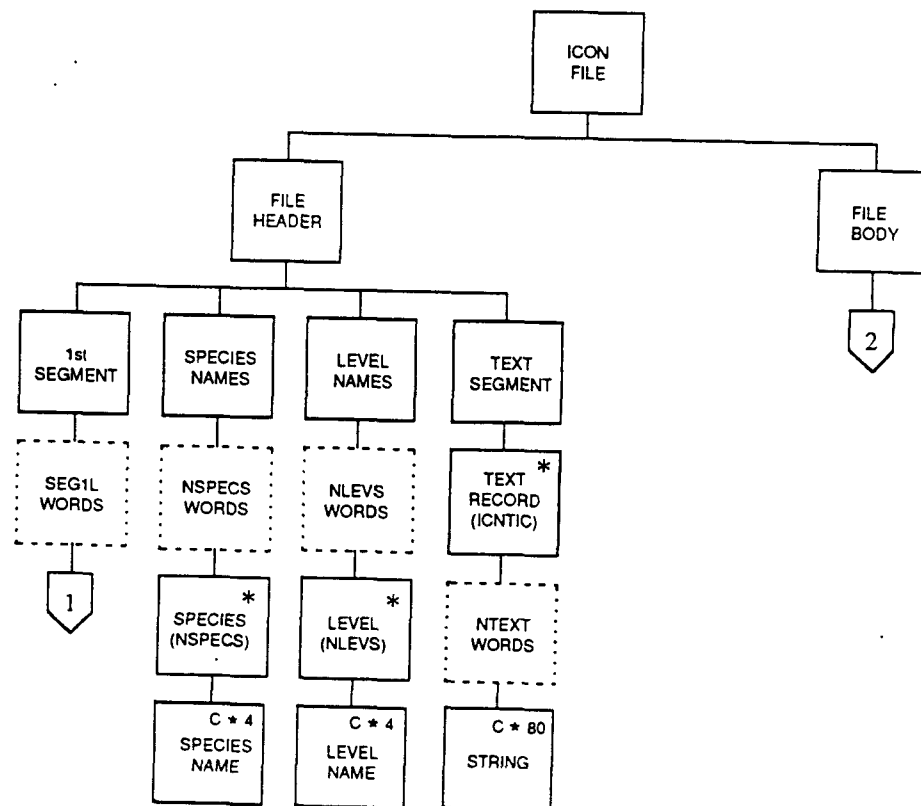 ICON
FILE
FILE
HEADER
FILE
BODY
1st
SEGMENT
SPECIES
NAMES
LEVEL
NAMES
TEXT
SEGMENT
2
SEG1L
WORDS
NSPECS
WORDS
NLEVS
WORDS
*
TEXT
RECORD
(ICNTIC)
1
*
SPECIES
(NSPECS)
*
LEVEL
(NLEVS)
NTEXT
WORDS
C * 4
SPECIES
NAME
C * 4
LEVEL
NAME
C * 80
STRING